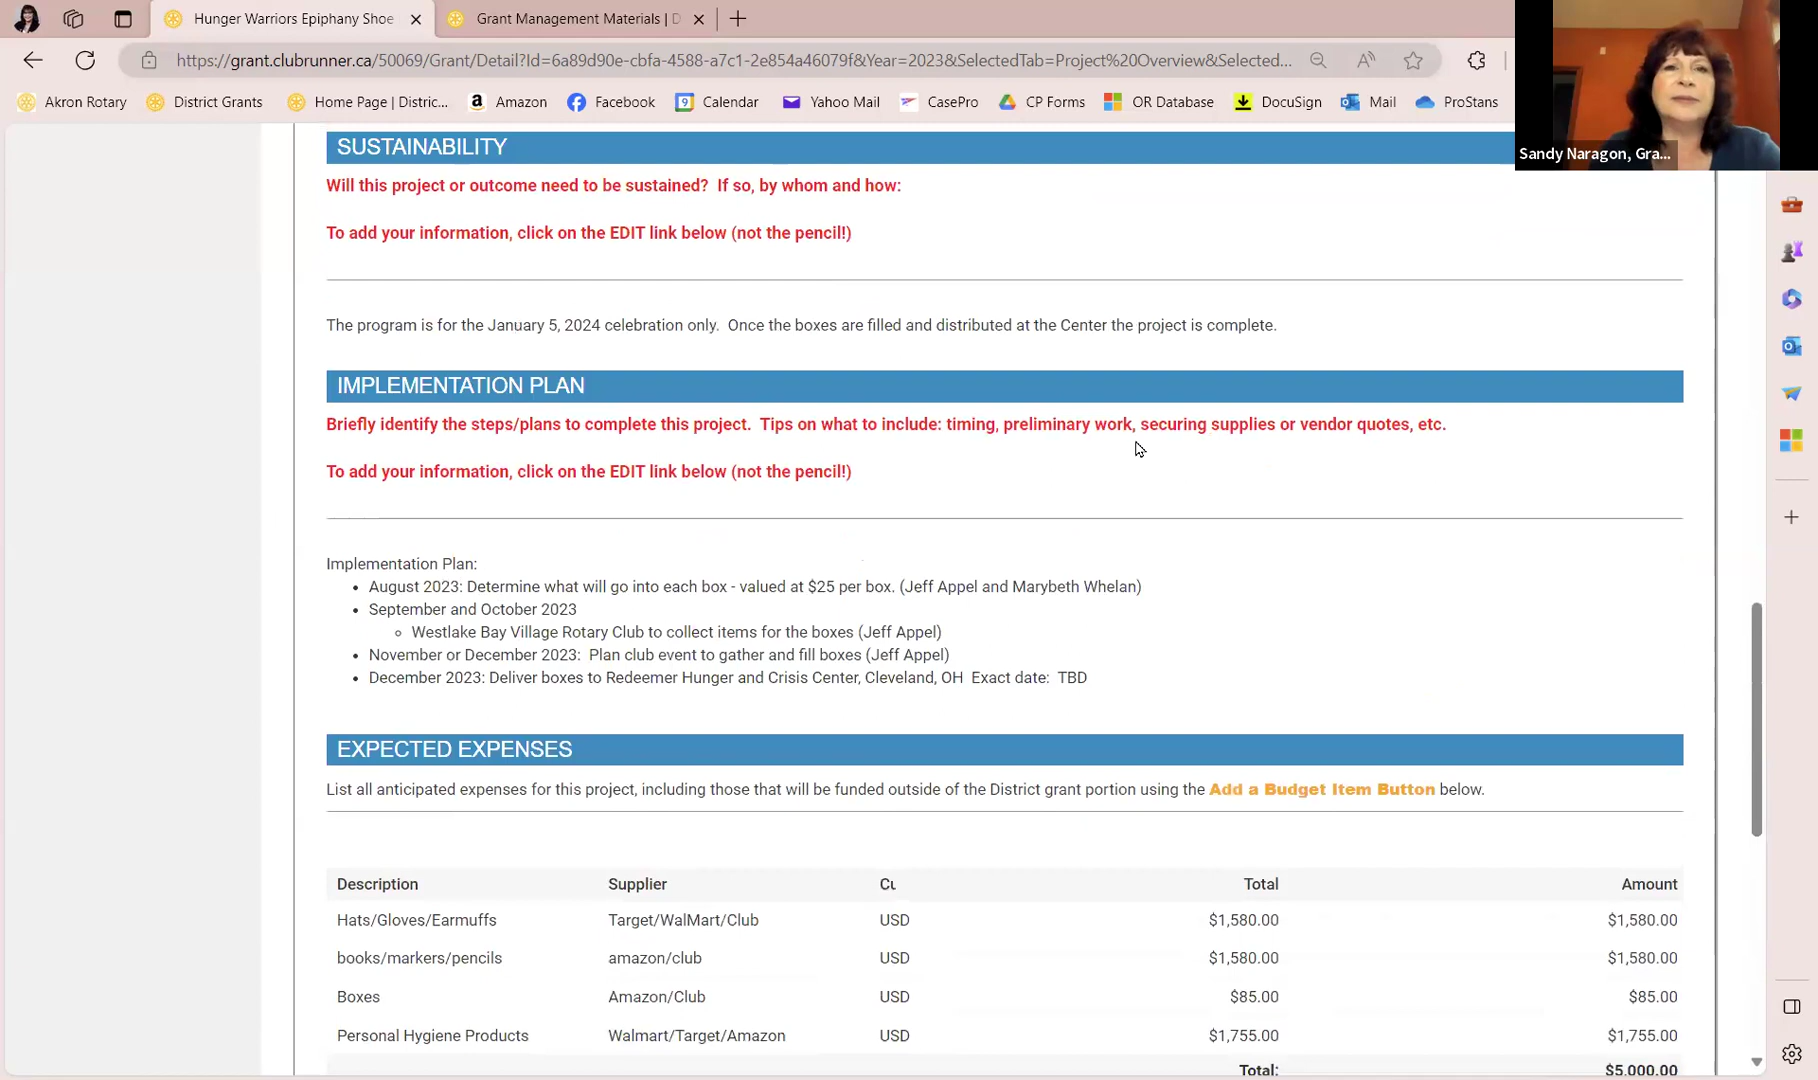 Hunger Warriors Epiphany Shoe
Grant Management Materials | D
https://grant.clubrunner.ca/50069/Grant/Detail?Id=6a89d90e-cbfa-4588-a7c1-2e854a46079f&Year=2023&SelectedTab=Project%20Overview&Selected...
Akron Rotary District Grants Home Page | Distric... Amazon Facebook Calendar Yahoo Mail CasePro CP Forms OR Database DocuSign Mail ProStans
Sandy Naragon, Gra...
SUSTAINABILITY
Will this project or outcome need to be sustained? If so, by whom and how:
To add your information, click on the EDIT link below (not the pencil!)
The program is for the January 5, 2024 celebration only. Once the boxes are filled and distributed at the Center the project is complete.
IMPLEMENTATION PLAN
Briefly identify the steps/plans to complete this project. Tips on what to include: timing, preliminary work, securing supplies or vendor quotes, etc.
To add your information, click on the EDIT link below (not the pencil!)
Implementation Plan:
• August 2023: Determine what will go into each box - valued at $25 per box. (Jeff Appel and Marybeth Whelan)
• September and October 2023
◦ Westlake Bay Village Rotary Club to collect items for the boxes (Jeff Appel)
• November or December 2023: Plan club event to gather and fill boxes (Jeff Appel)
• December 2023: Deliver boxes to Redeemer Hunger and Crisis Center, Cleveland, OH Exact date: TBD
EXPECTED EXPENSES
List all anticipated expenses for this project, including those that will be funded outside of the District grant portion using the Add a Budget Item Button below.
Description Supplier Cu Total Amount
Hats/Gloves/Earmuffs Target/WalMart/Club USD $1,580.00 $1,580.00
books/markers/pencils amazon/club USD $1,580.00 $1,580.00
Boxes Amazon/Club USD $85.00 $85.00
Personal Hygiene Products Walmart/Target/Amazon USD $1,755.00 $1,755.00
Total: $5,000.00